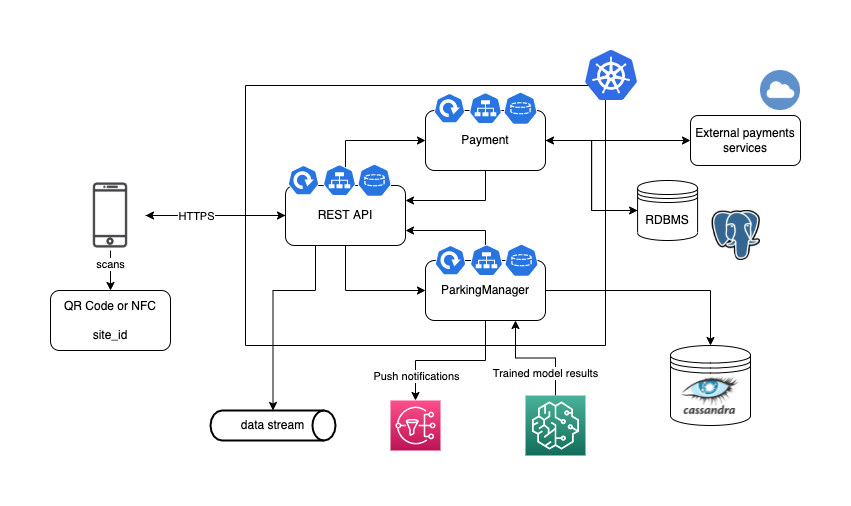 Payment
External payments
services
REST API
HTTPS
RDBMS
scans
QR Code or NFC
site_id
ParkingManager
Push notifications
Trained model results
cassandra
data stream